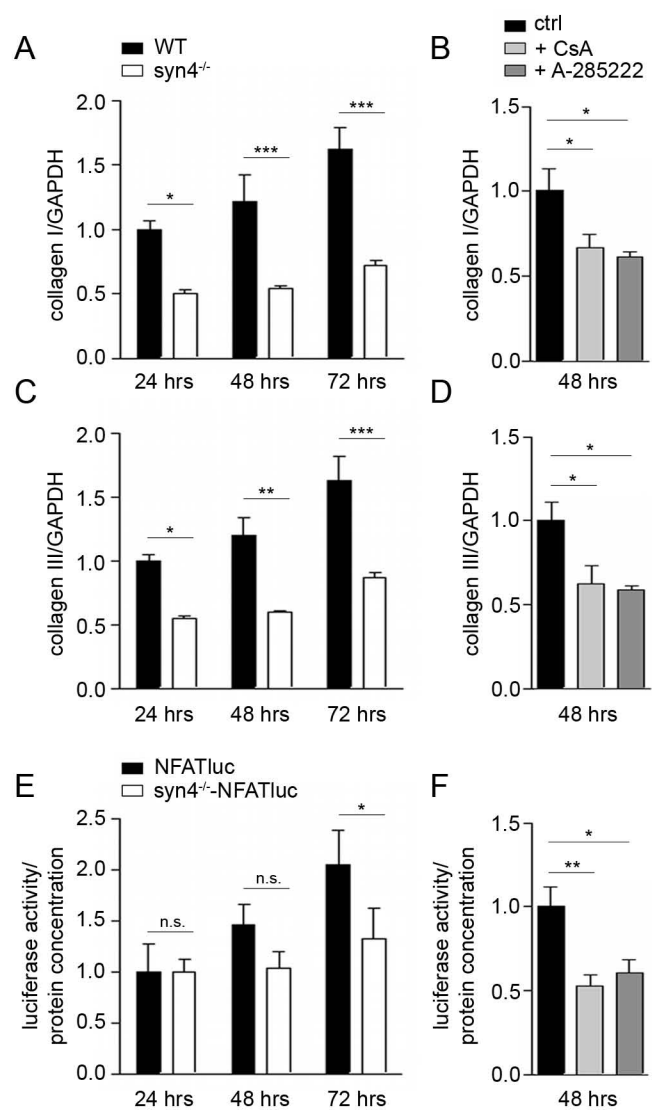 A
WT
syn4-/-
collagen I/GAPDH
2.0
1.5
1.0
0.5
0.0
*
***
***
24 hrs
48 hrs
72 hrs
B
ctrl
+ CsA
+ A-285222
collagen I/GAPDH
1.5
1.0
0.5
0.0
*
*
48 hrs
C
collagen III/GAPDH
2.0
1.5
1.0
0.5
0.0
*
**
***
24 hrs
48 hrs
72 hrs
D
collagen III/GAPDH
1.5
1.0
0.5
0.0
*
*
48 hrs
E
NFATluc
syn4-/--NFATluc
luciferase activity/
protein concentration
2.5
2.0
1.5
1.0
0.5
0.0
n.s.
n.s.
*
24 hrs
48 hrs
72 hrs
F
luciferase activity/
protein concentration
1.5
1.0
0.5
0.0
*
**
48 hrs